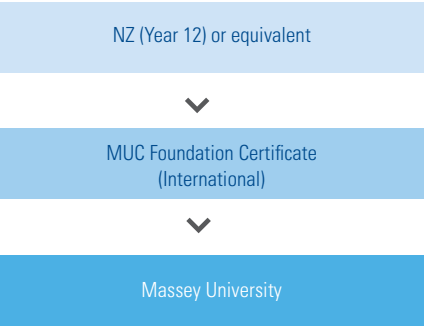 NZ (Year 12) or equivalent
MUC Foundation Certificate
(International)
Massey University